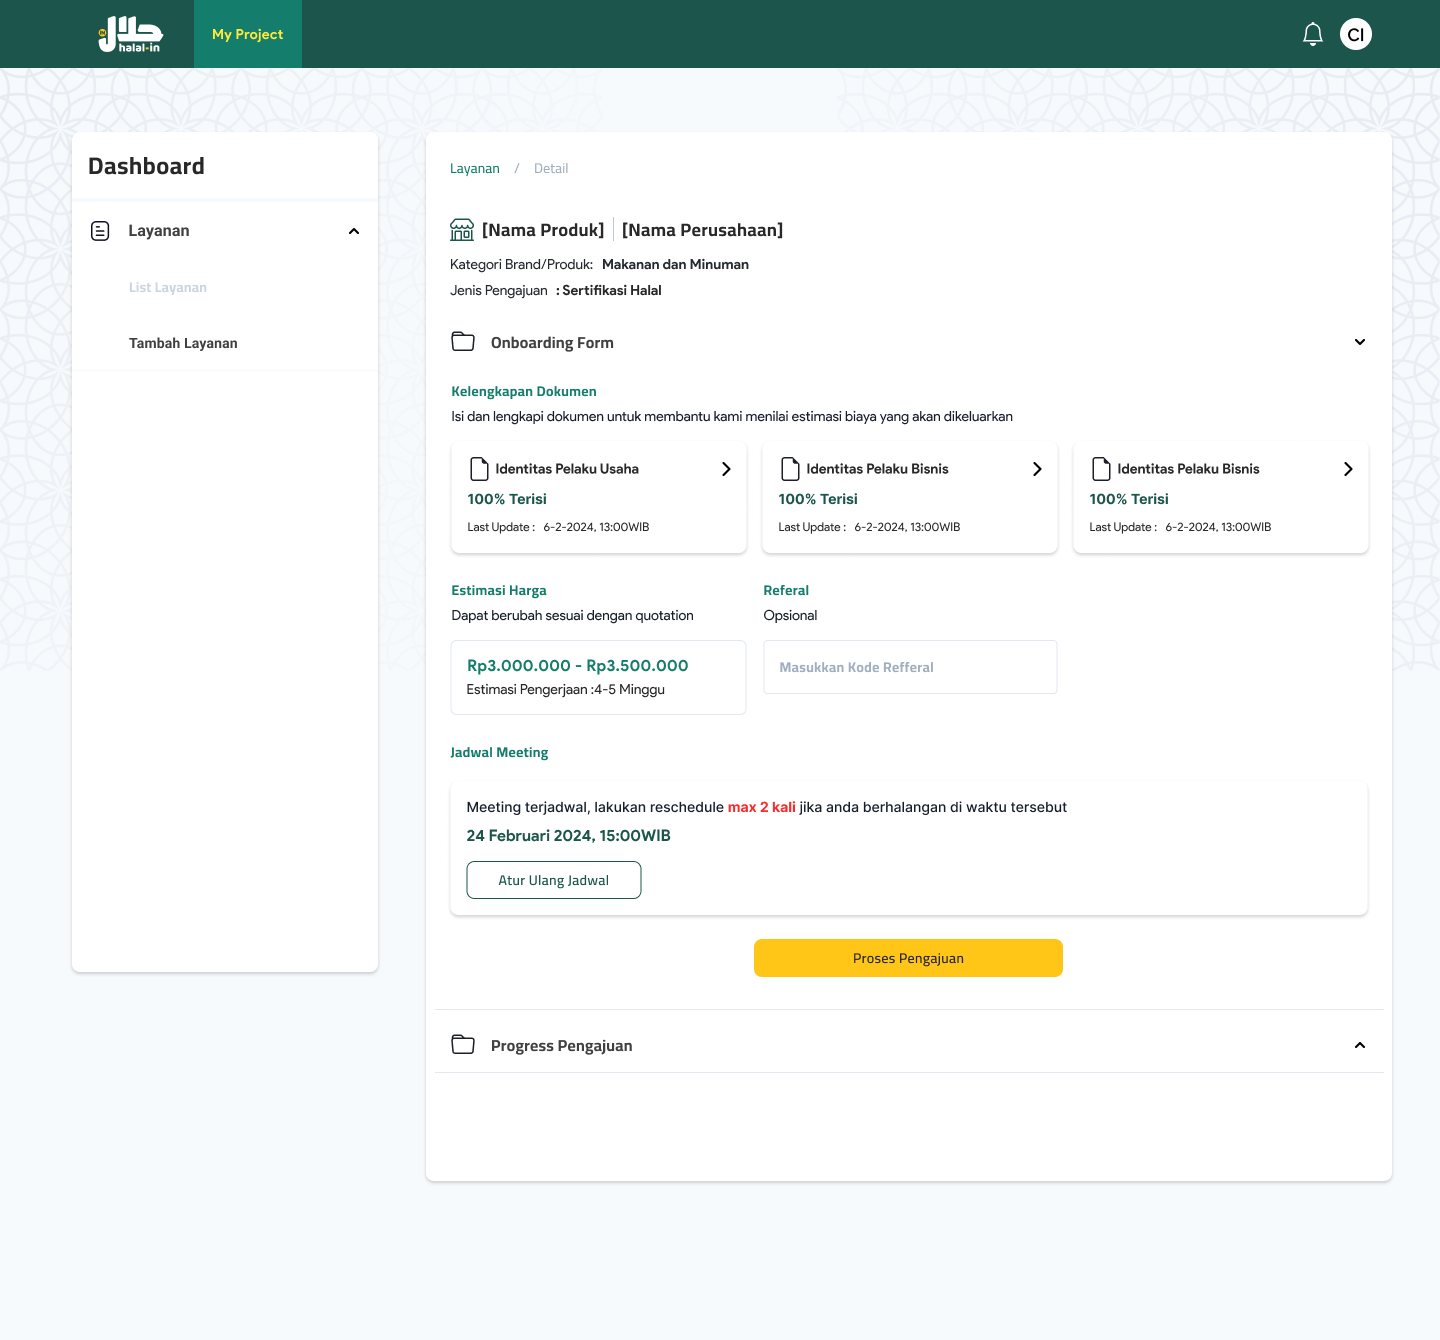 حلال
halal-in
My Project
CI
Dashboard
Layanan
List Layanan
Tambah Layanan
Layanan / Detail
[Nama Produk] [Nama Perusahaan]
Kategori Brand/Produk: Makanan dan Minuman
Jenis Pengajuan : Sertifikasi Halal
Onboarding Form
Kelengkapan Dokumen
Isi dan lengkapi dokumen untuk membantu kami menilai estimasi biaya yang akan dikeluarkan
Identitas Pelaku Usaha
100% Terisi
Last Update : 6-2-2024, 13:00WIB
Identitas Pelaku Bisnis
100% Terisi
Last Update : 6-2-2024, 13:00WIB
Identitas Pelaku Bisnis
100% Terisi
Last Update : 6-2-2024, 13:00WIB
Estimasi Harga
Dapat berubah sesuai dengan quotation
Rp3.000.000 - Rp3.500.000
Estimasi Pengerjaan :4-5 Minggu
Referal
Opsional
Masukkan Kode Refferal
Jadwal Meeting
Meeting terjadwal, lakukan reschedule max 2 kali jika anda berhalangan di waktu tersebut
24 Februari 2024, 15:00WIB
Atur Ulang Jadwal
Proses Pengajuan
Progress Pengajuan